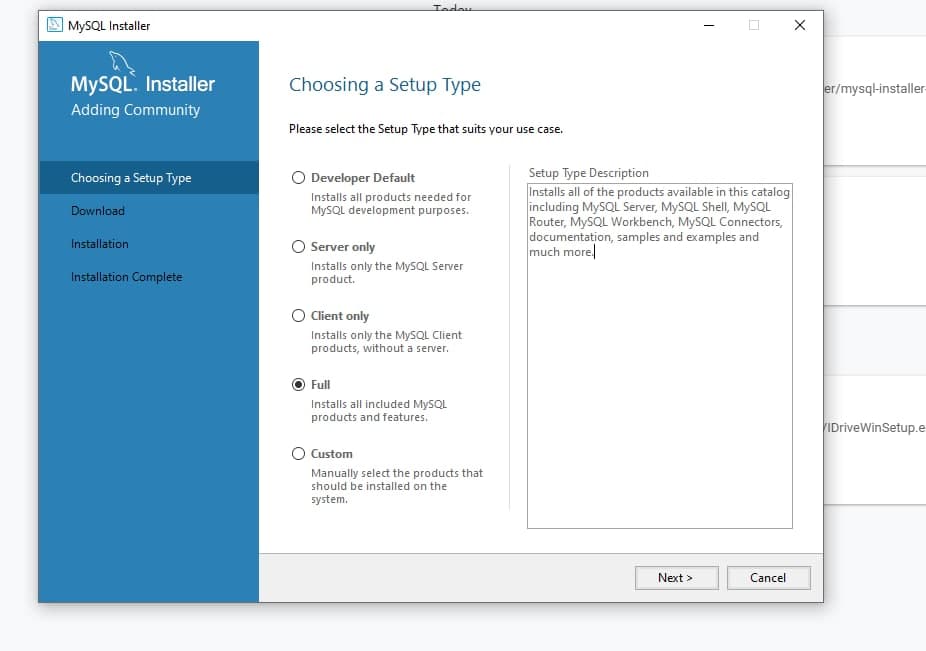 Today
MySQL Installer
MySQL. Installer
Adding Community
Choosing a Setup Type
Download
Installation
Installation Complete
Choosing a Setup Type
Please select the Setup Type that suits your use case.
Developer Default
Installs all products needed for
MySQL development purposes.
Server only
Installs only the MySQL Server
product.
Client only
Installs only the MySQL Client
products, without a server.
Full
Installs all included MySQL
products and features.
Custom
Manually select the products that
should be installed on the
system.
Setup Type Description
Installs all of the products available in this catalog
including MySQL Server, MySQL Shell, MySQL
Router, MySQL Workbench, MySQL Connectors,
documentation, samples and examples and
much more.
Next >
Cancel
er/mysql-installer-
/IDriveWinSetup.e